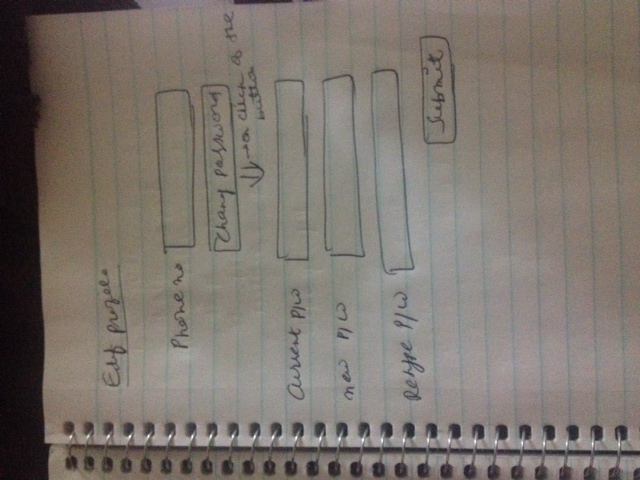 Edit profile
Phone no
Chang Password
→ on click of the
button
Current P/W
new P/W
Retype P/W
Submit